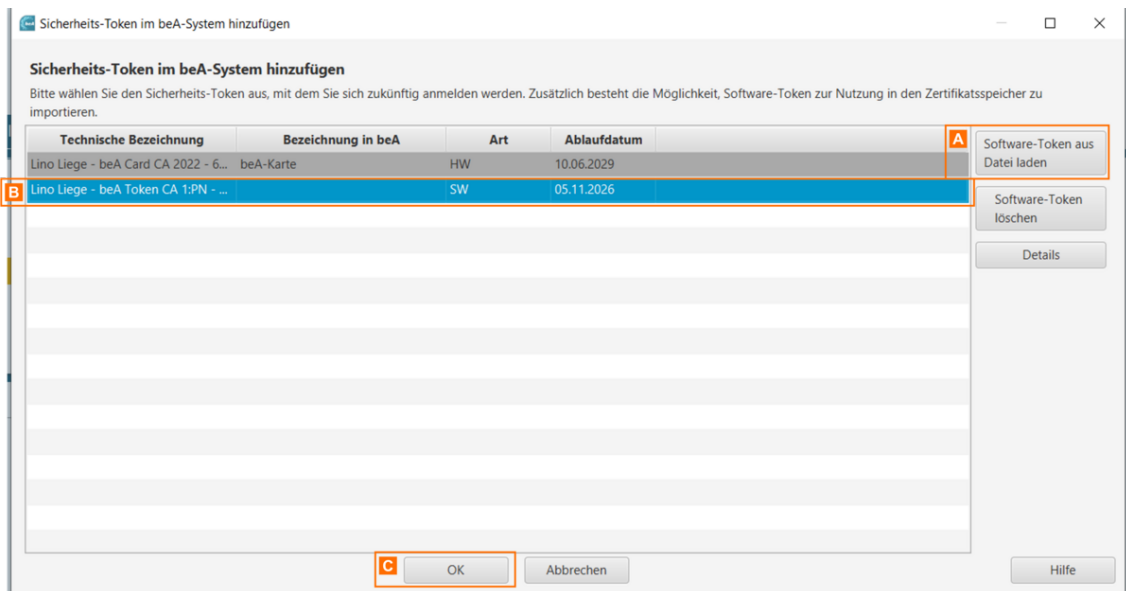 Sicherheits-Token im beA-System hinzufügen
Sicherheits-Token im beA-System hinzufügen
Bitte wählen Sie den Sicherheits-Token aus, mit dem Sie sich zukünftig anmelden werden. Zusätzlich besteht die Möglichkeit, Software-Token zur Nutzung in den Zertifikatsspeicher zu
importieren.
Technische Bezeichnung Bezeichnung in beA Art Ablaufdatum
A Software-Token aus
Datei laden
Lino Liege - beA Card CA 2022 - 6... beA-Karte HW 10.06.2029
B Lino Liege - beA Token CA 1:PN - ... SW 05.11.2026
Software-Token
löschen
Details
C OK Abbrechen Hilfe